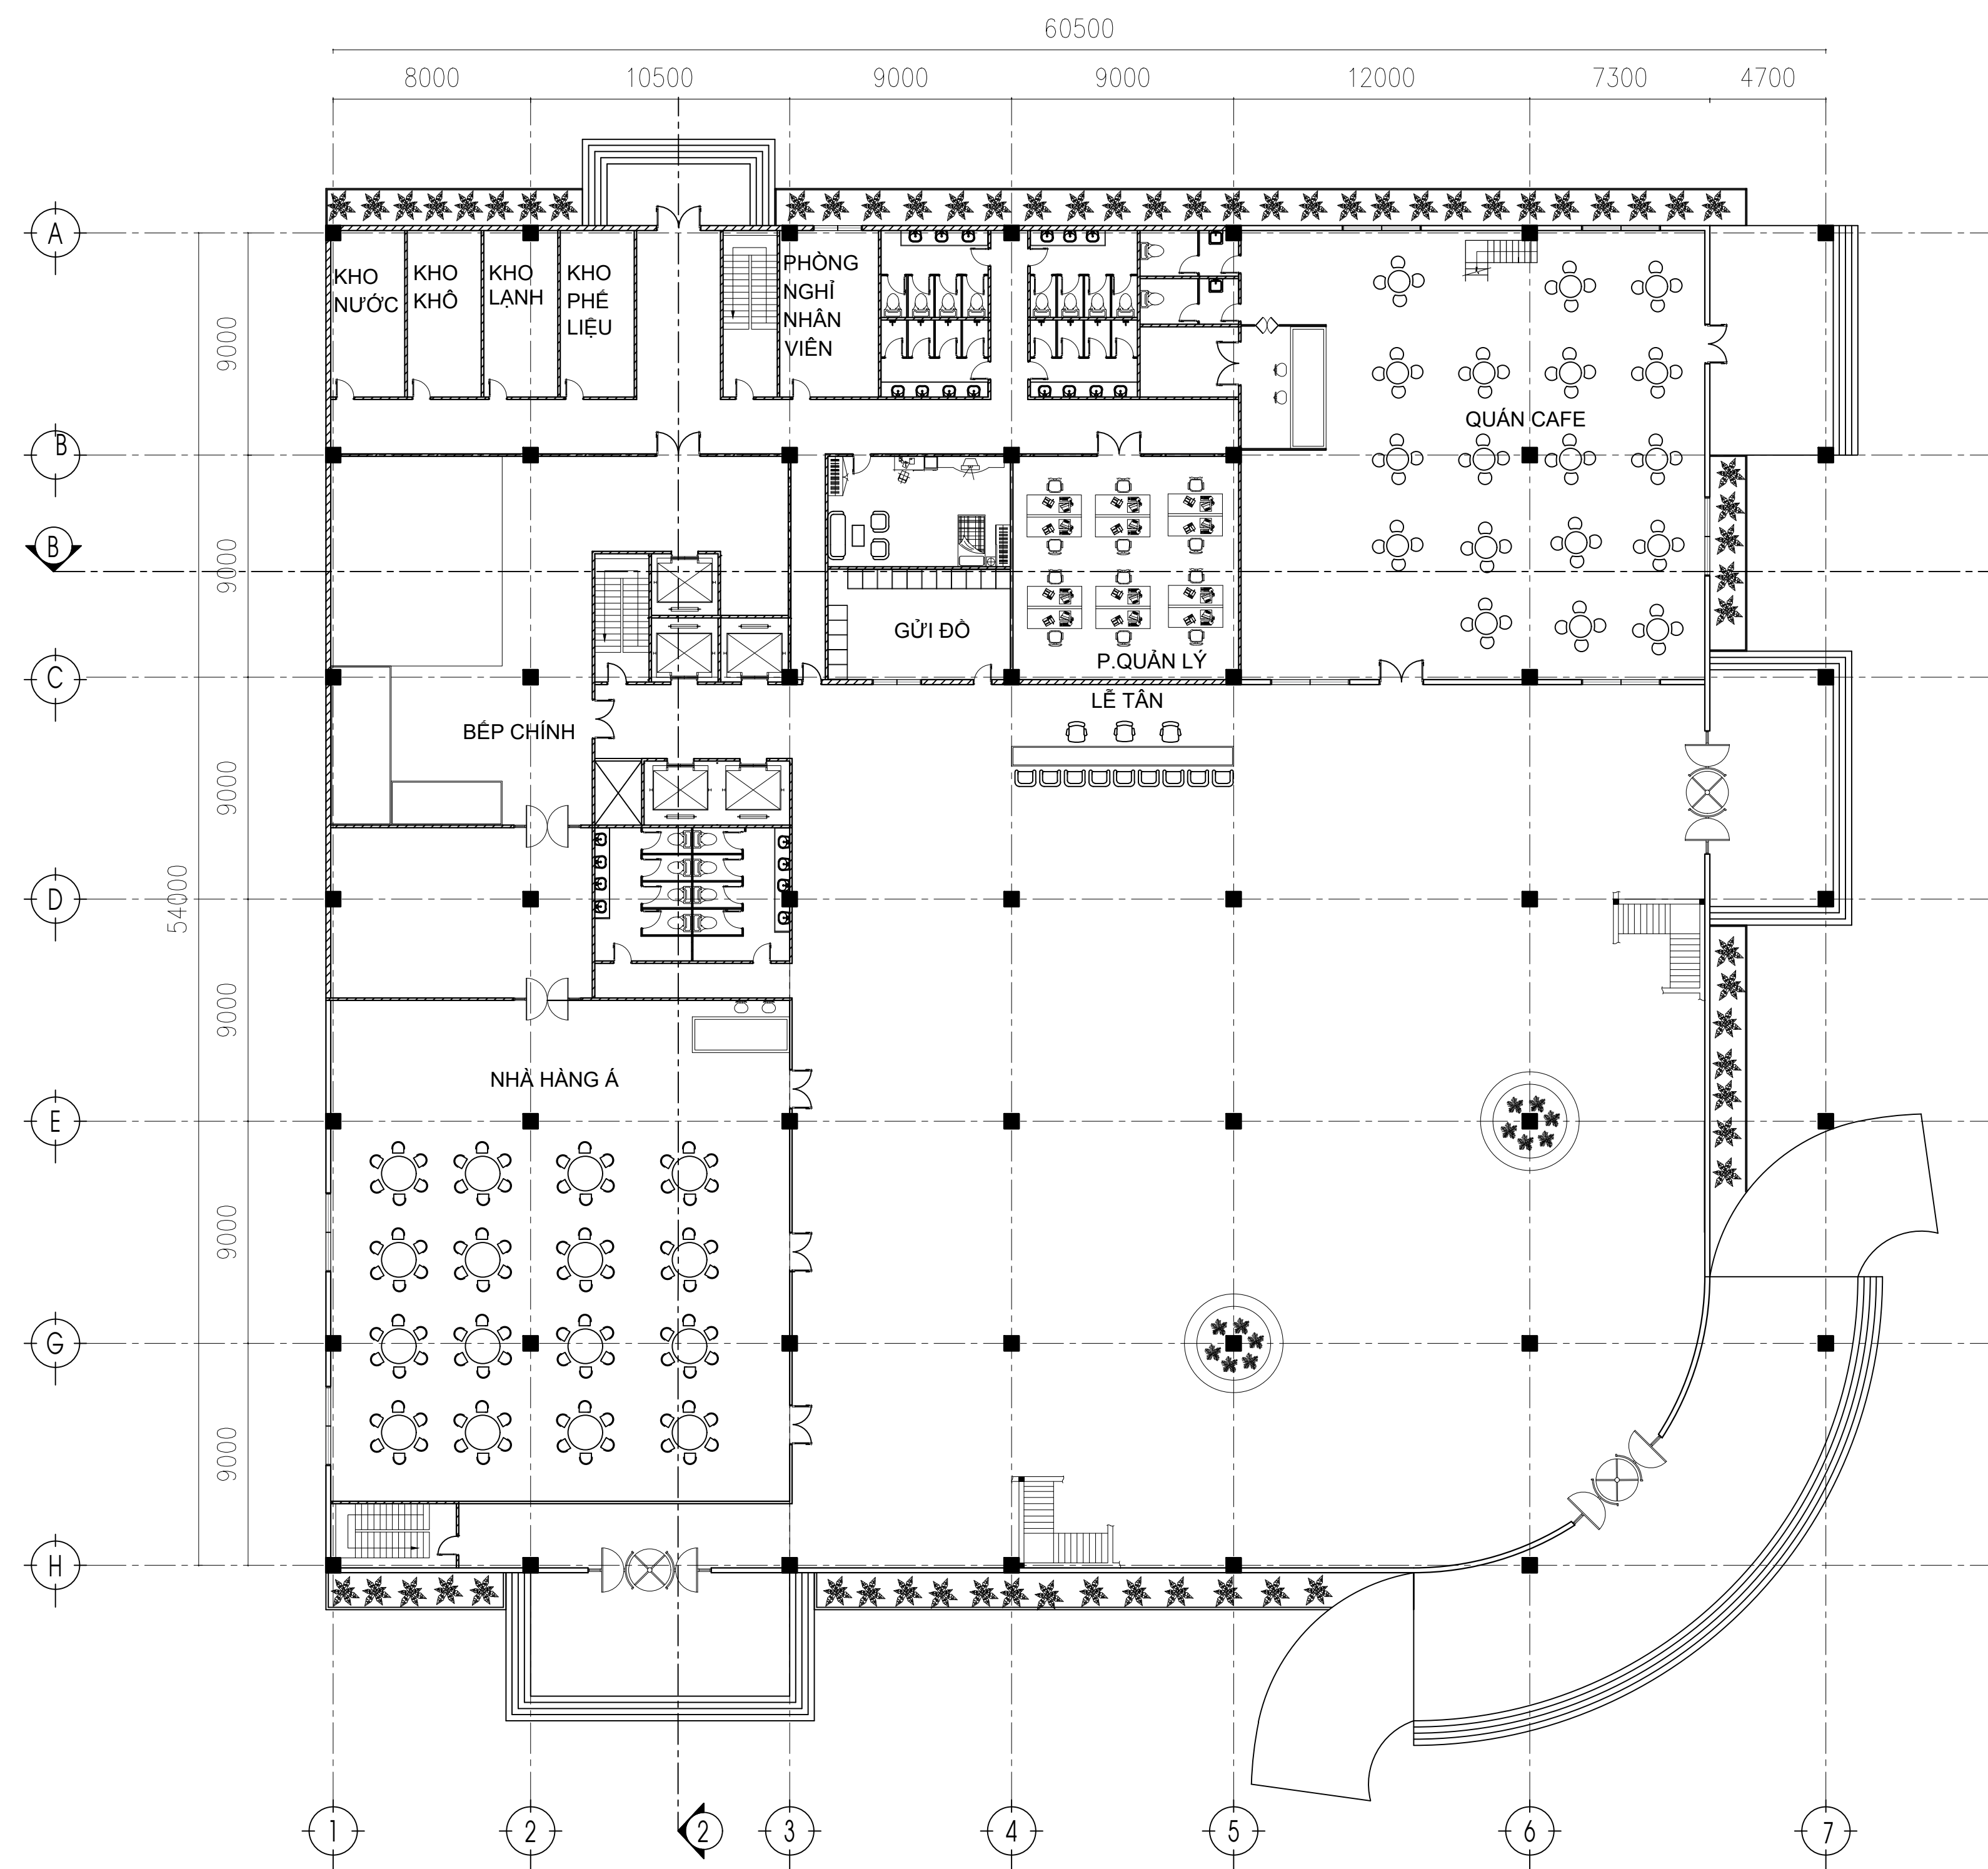 60500
8000 10500 9000 9000 12000 7300 4700
A
KHO
NƯỚC
KHO
KHÔ
KHO
LẠNH
KHO
PHẾ
LIỆU
PHÒNG
NGHỈ
NHÂN
VIÊN
9000
QUÁN CAFE
B
B
9000
GỬI ĐỒ
P.QUẢN LÝ
C
LỄ TÂN
BẾP CHÍNH
9000
D
54000
9000
NHÀ HÀNG Á
E
9000
G
9000
H
1 2 2 3 4 5 6 7